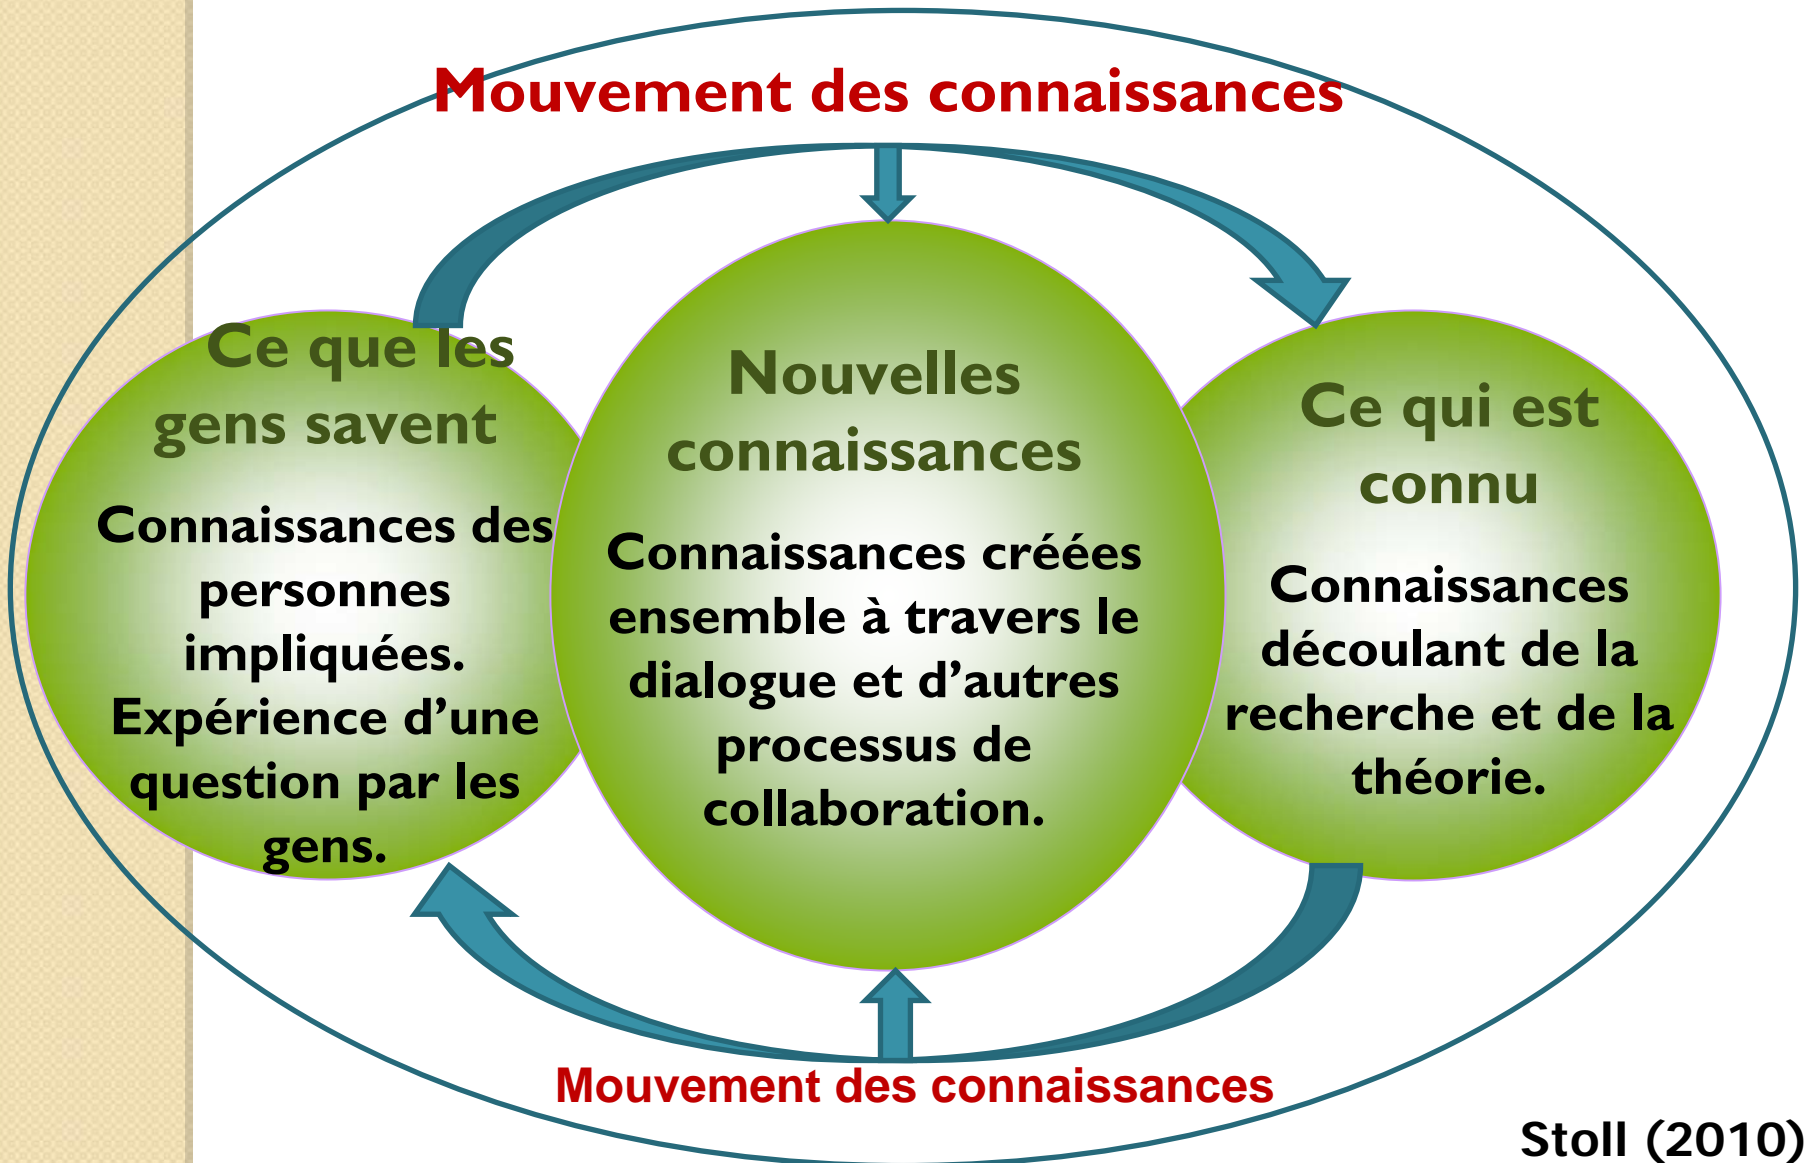 Mouvement des connaissances
Ce que les
gens savent
Connaissances des
personnes
impliquées.
Expérience d’une
question par les
gens.
Nouvelles
connaissances
Connaissances créées
ensemble à travers le
dialogue et d’autres
processus de
collaboration.
Ce qui est
connu
Connaissances
découlant de la
recherche et de la
théorie.
Mouvement des connaissances
Stoll (2010)